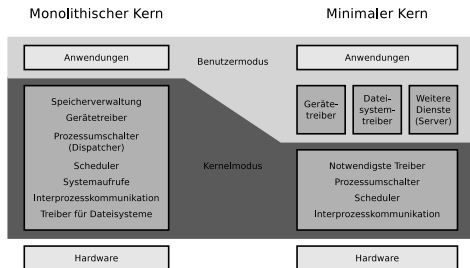 Monolithischer Kern
Minimaler Kern
Anwendungen
Benutzermodus
Anwendungen
Speicherverwaltung
Gerätetreiber
Prozessumschalter
(Dispatcher)
Scheduler
Systemaufrufe
Interprozesskommunikation
Treiber für Dateisysteme
Kernelmodus
Geräte-
treiber
Datei-
system-
treiber
Weitere
Dienste
(Server)
Notwendigste Treiber
Prozessumschalter
Scheduler
Interprozesskommunikation
Hardware
Hardware